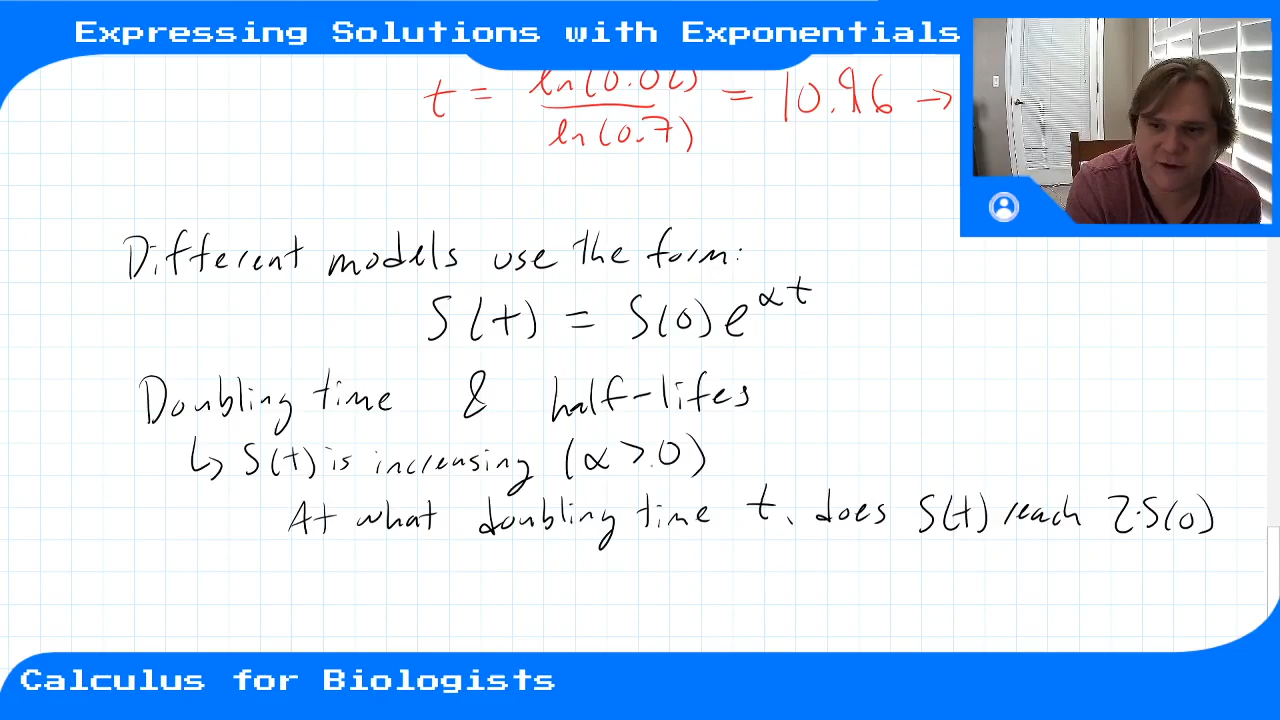 Expressing Solutions with Exponentials
t = ln(0.02) / ln(0.7) = 10.96 →
Different models use the form:
S(t) = S(0)e^{αt}
Doubling time & half-lifes
↳ S(t) is increasing (α > 0)
At what doubling time t, does S(t) reach 2·S(0)
Calculus for Biologists